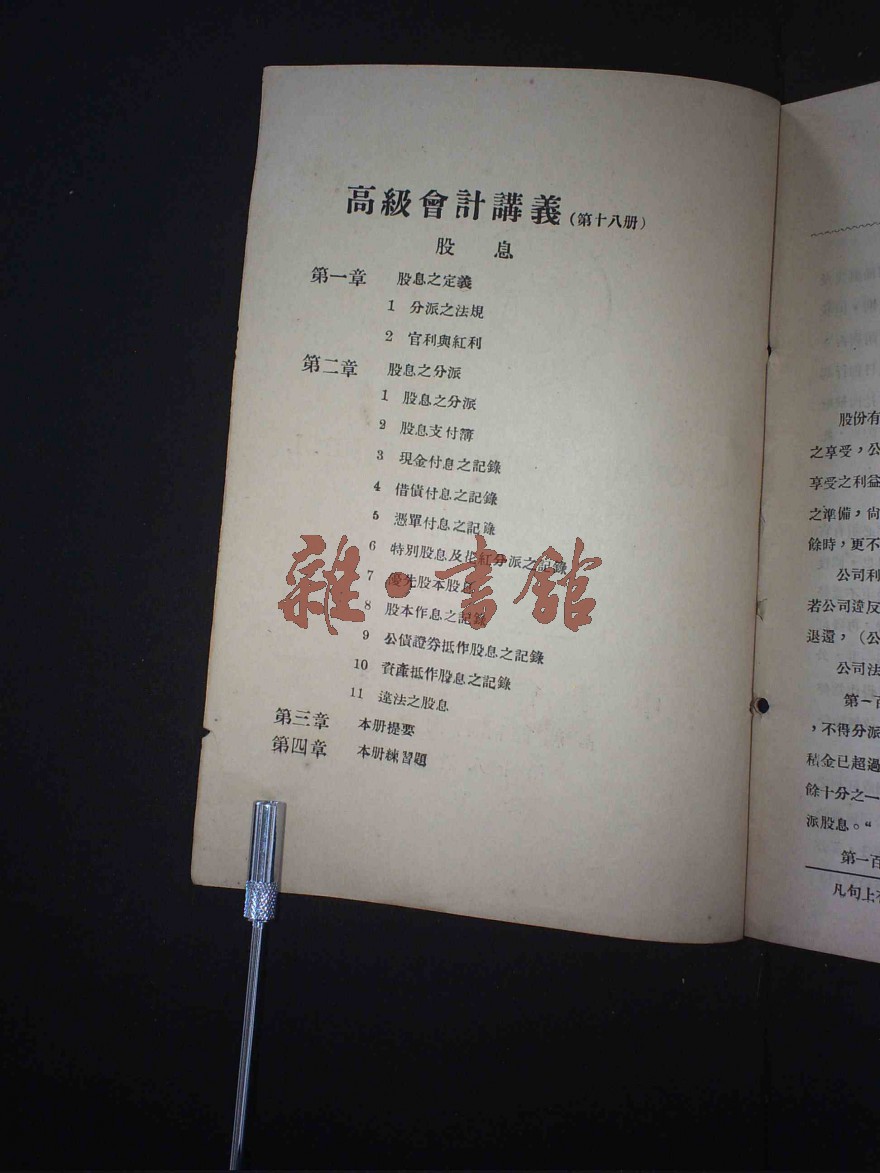 高級會計講義(第十八册)
股 息
第一章 股息之定義
1 分派之法規
2 官利與紅利
第二章 股息之分派
1 股息之分派
2 股息支付簿
3 現金付息之記錄
4 借債付息之記錄
5 憑單付息之記錄
6 特別股息及花紅分派之記錄
7 優先股本股息
8 股本作息之記錄
9 公債證券抵作股息之記錄
10 資產抵作股息之記錄
11 違法之股息
第三章 本册提要
第四章 本册練習題
雜·書館
股份有
之享受,公
享受之利益
之準備,尙
餘時,更不
公司利
若公司違反
退還,(公
公司法
第一百
,不得分派
積金已超過
餘十分之一
派股息。“
第一百
凡句上有